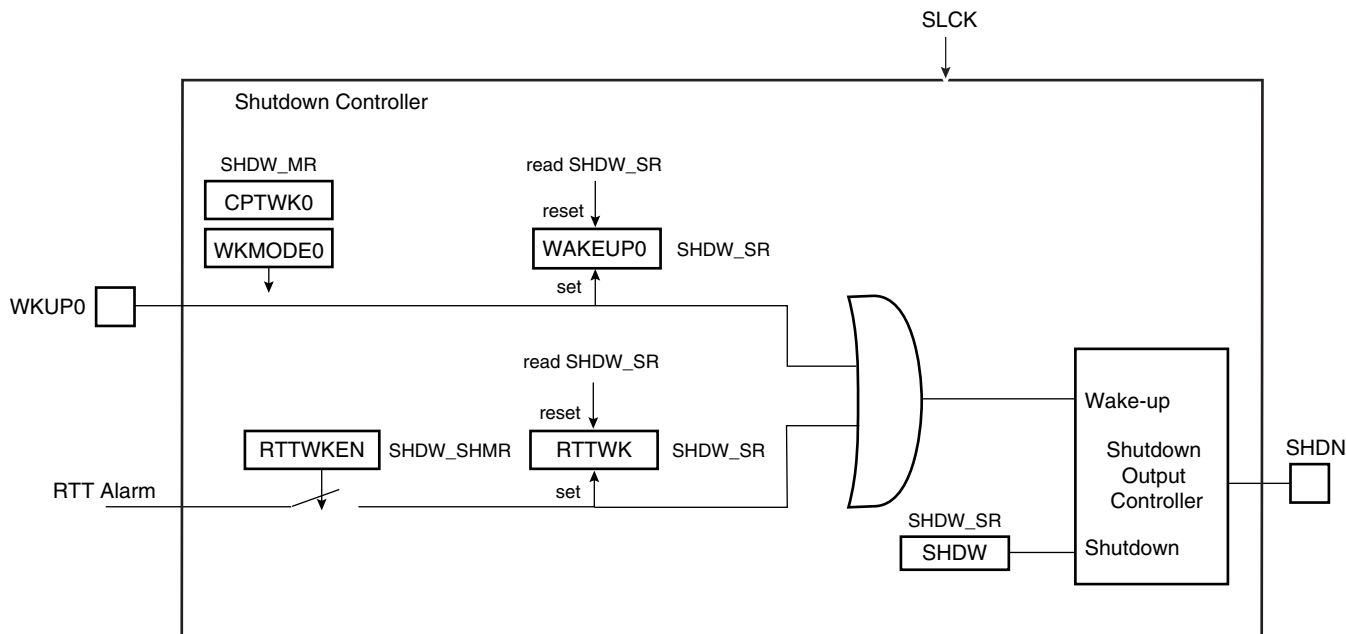 SLCK
Shutdown Controller
SHDW_MR
read SHDW_SR
CPTWK0
reset
WKMODE0
WAKEUP0
SHDW_SR
set
WKUP0
read SHDW_SR
reset
Wake-up
RTTWKEN
SHDW_SHMR
RTTWK
SHDW_SR
Shutdown
Output
Controller
SHDN
RTT Alarm
set
SHDW_SR
SHDW
Shutdown